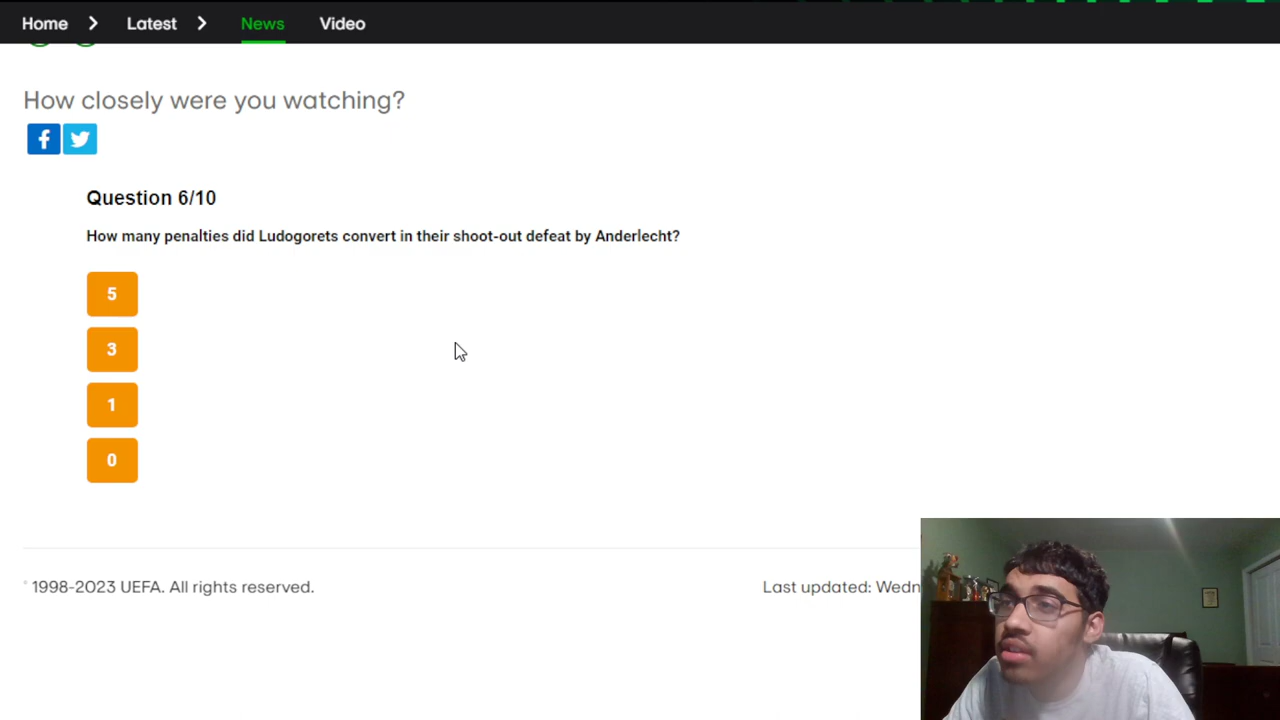 Home Latest News Video
How closely were you watching?
Question 6/10
How many penalties did Ludogorets convert in their shoot-out defeat by Anderlecht?
5
3
1
0
1998-2023 UEFA. All rights reserved. Last updated: Wedn